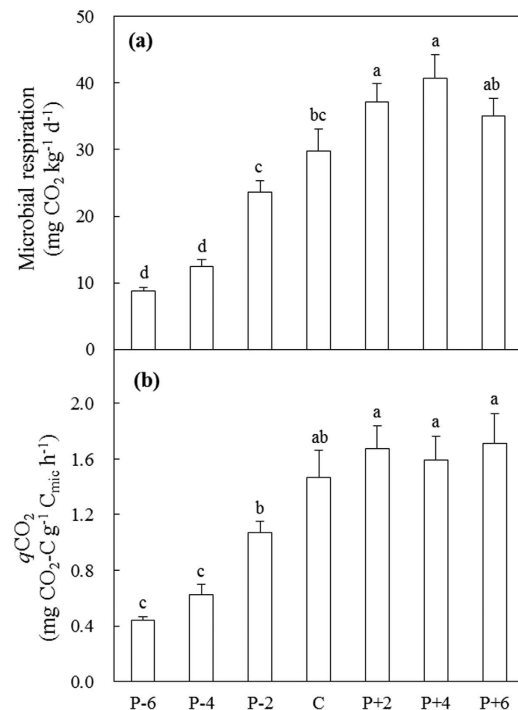 (a)
Microbial respiration
(mg CO₂ kg⁻¹ d⁻¹)
50
40
30
20
10
0
d
d
c
bc
a
a
ab
(b)
qCO₂
(mg CO₂-C g⁻¹ Cmic h⁻¹)
2.0
1.6
1.2
0.8
0.4
0.0
c
c
b
ab
a
a
a
P-6 P-4 P-2 C P+2 P+4 P+6